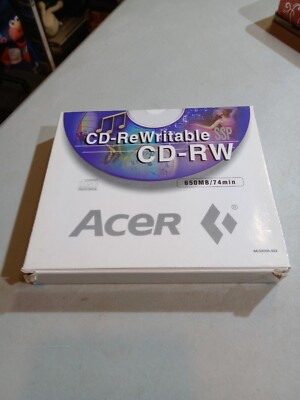 CD-ReWritable
SSP
CD-RW
650MB/74min
ACER ®